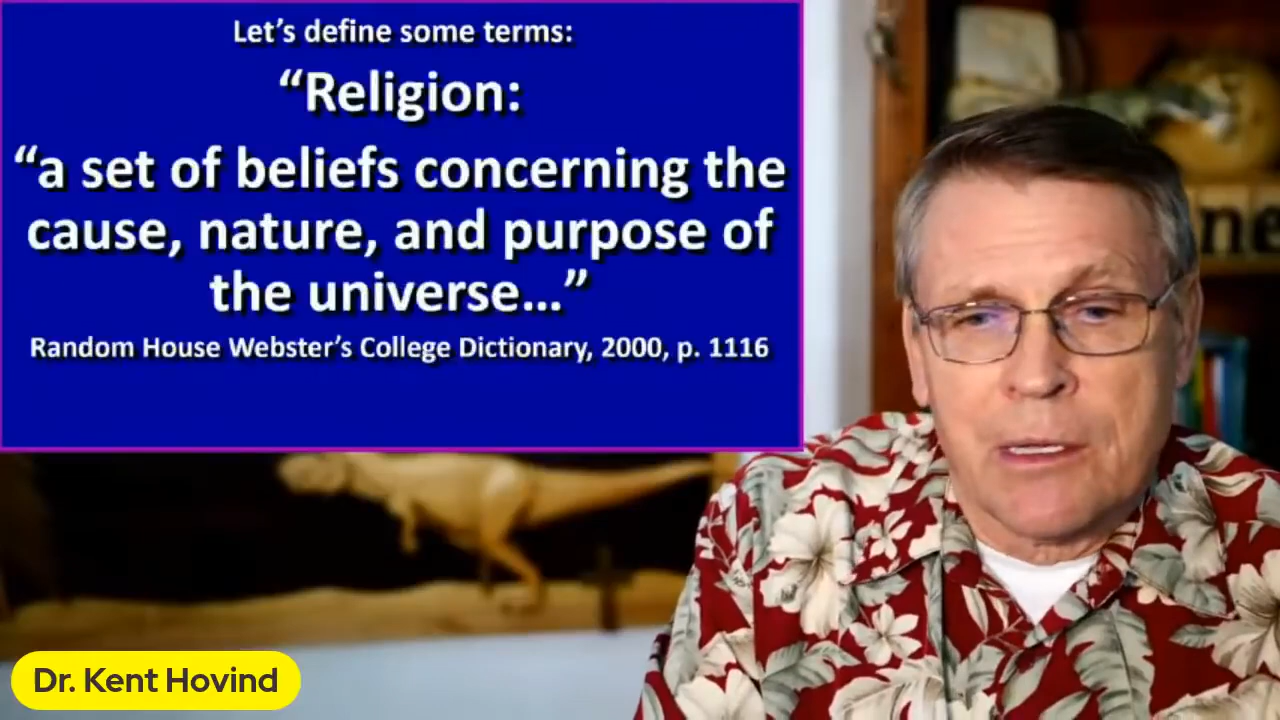 Let's define some terms:
“Religion:
“a set of beliefs concerning the
cause, nature, and purpose of
the universe…”
Random House Webster's College Dictionary, 2000, p. 1116
ne
Dr. Kent Hovind